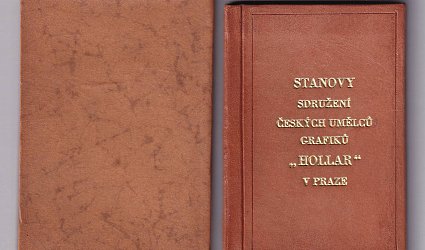 STANOVY
SDRUŽENÍ
ČESKÝCH UMĚLCŮ
GRAFIKŮ
„HOLLAR“
V PRAZE